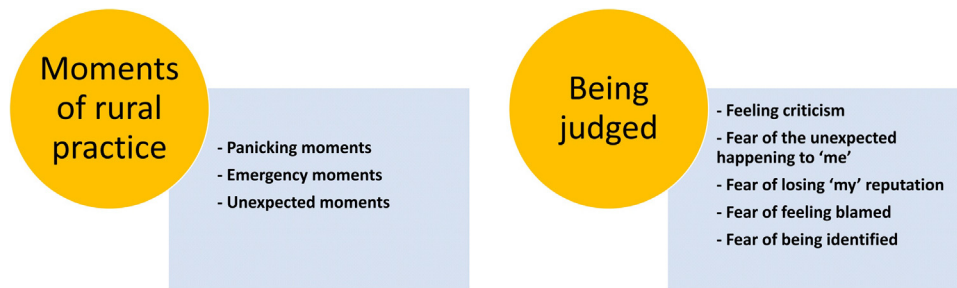 Moments
of rural
practice
- Panicking moments
- Emergency moments
- Unexpected moments
Being
judged
- Feeling criticism
- Fear of the unexpected
happening to ‘me’
- Fear of losing ‘my’ reputation
- Fear of feeling blamed
- Fear of being identified